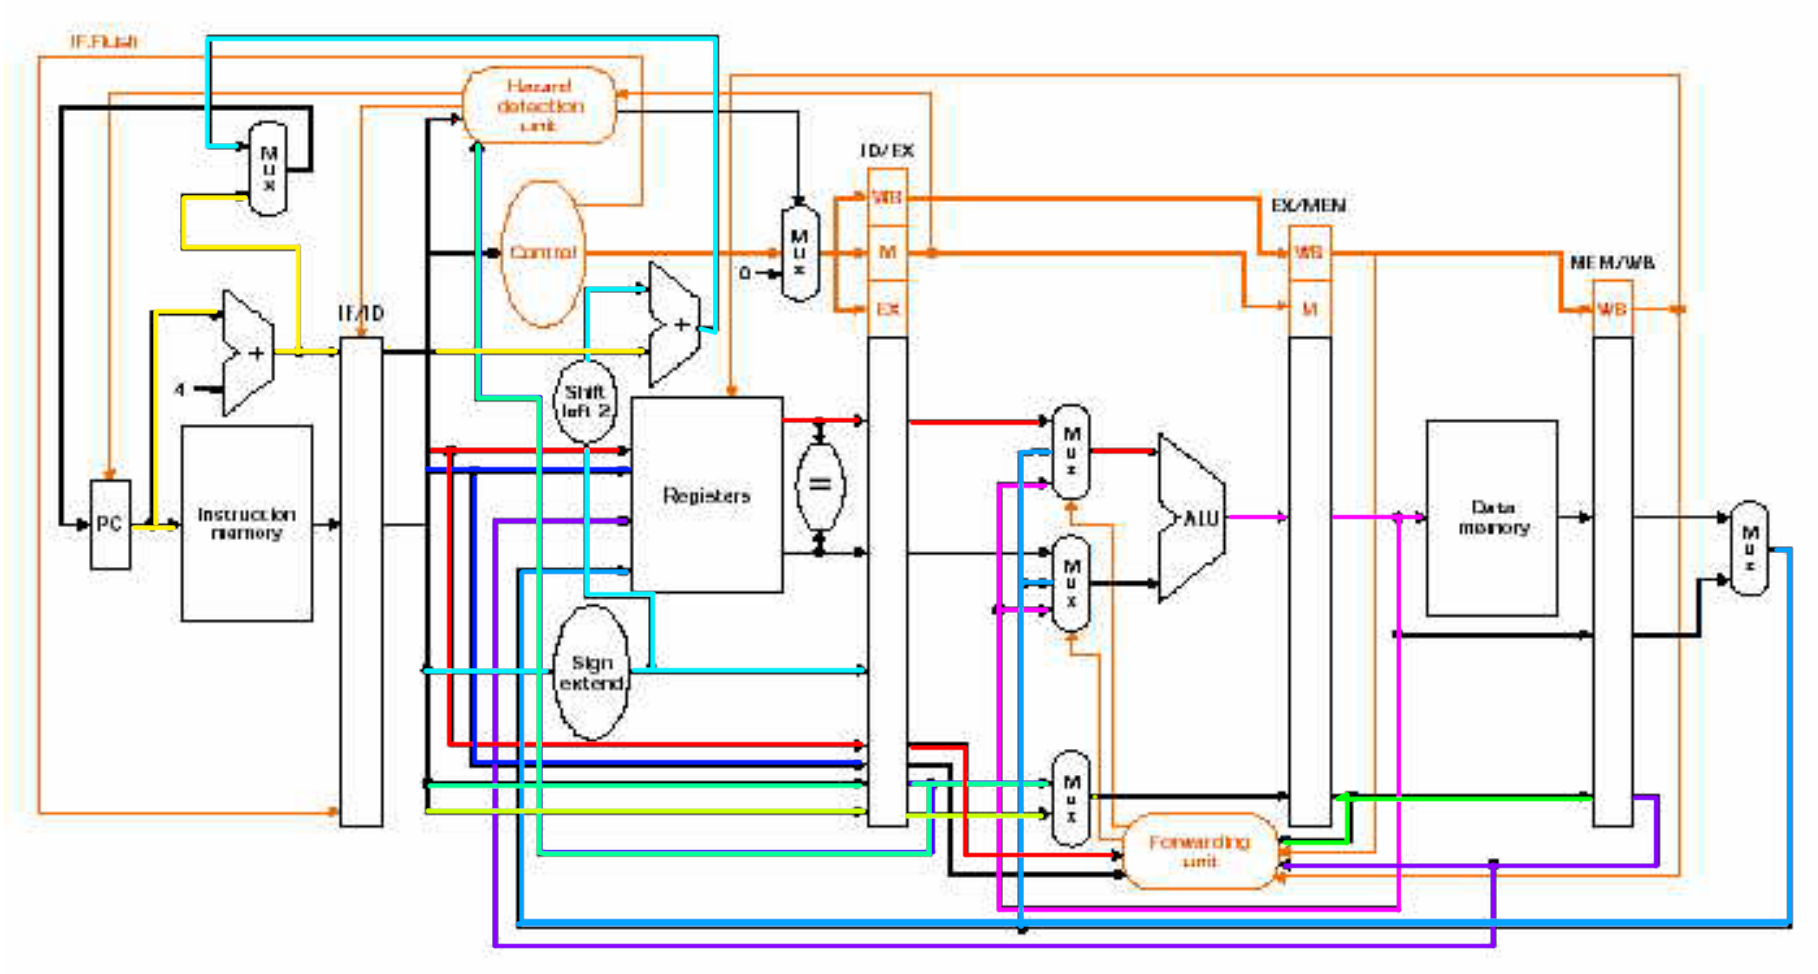 IF.Flush
Hazard
detection
unit
M
u
x
ID/EX
WB
EX/MEM
Control
M
u
x
M
WB
MEM/WB
0
EX
M
WB
IF/ID
+
+
4
Shift
left 2
M
u
x
PC
Instruction
memory
Registers
=
ALU
Data
memory
M
u
x
M
u
x
Sign
extend
M
u
x
Forwarding
unit